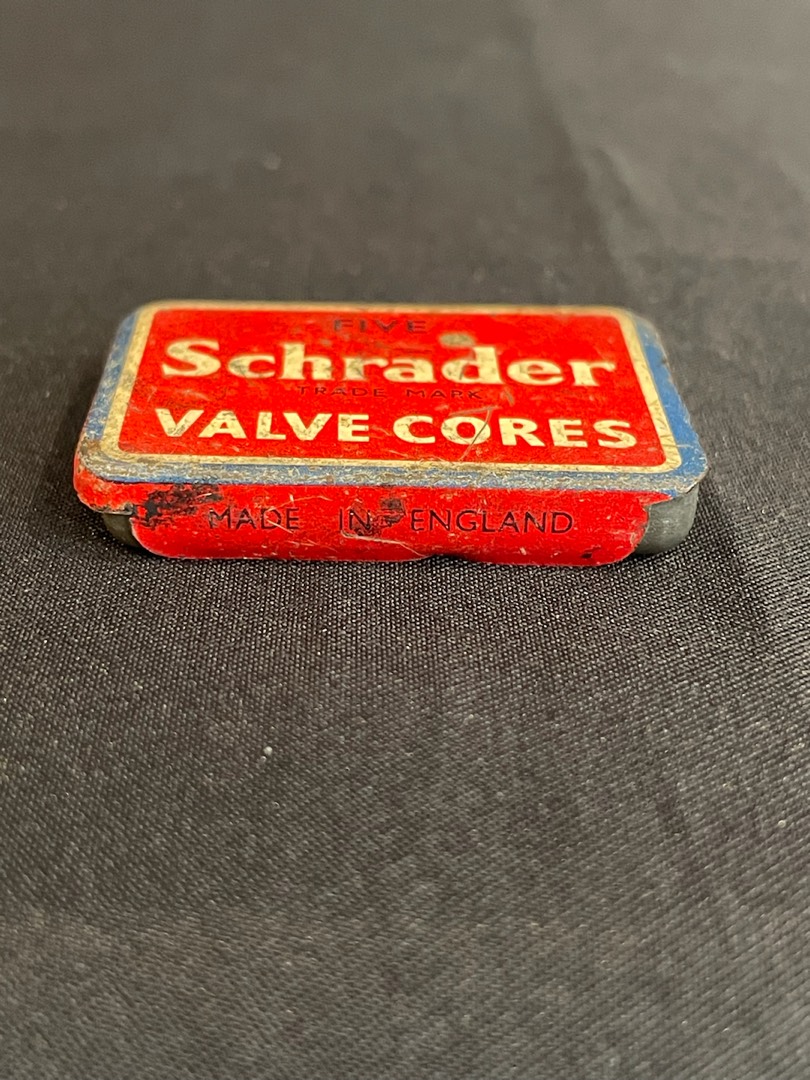 FIVE
Schrader
TRADE MARK
VALVE CORES
MADE IN ENGLAND